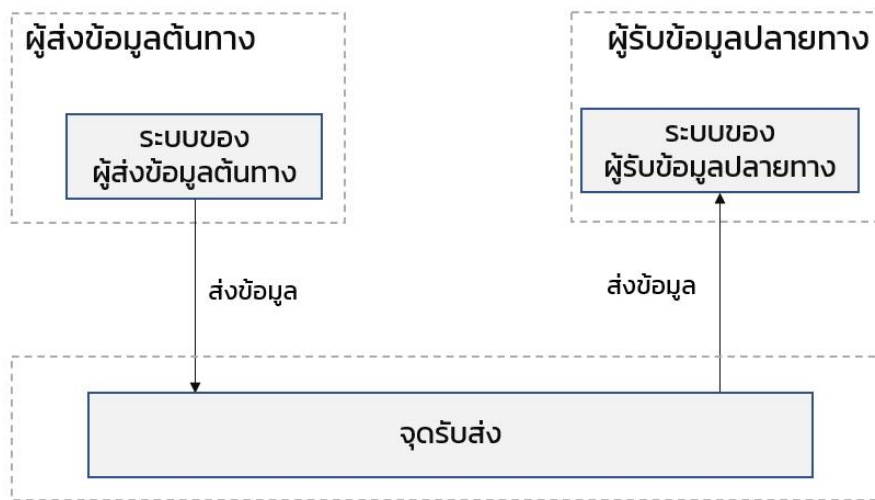 ผู้ส่งข้อมูลต้นทาง
ผู้รับข้อมูลปลายทาง
ระบบของ
ผู้ส่งข้อมูลต้นทาง
ระบบของ
ผู้รับข้อมูลปลายทาง
ส่งข้อมูล
ส่งข้อมูล
จุดรับส่ง